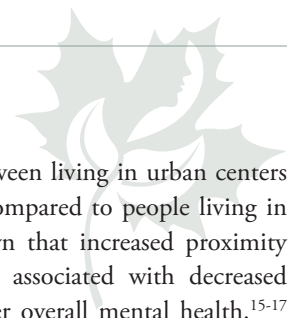 ween living in urban centers
ompared to people living in
n that increased proximity
associated with decreased
er overall mental health.15-17